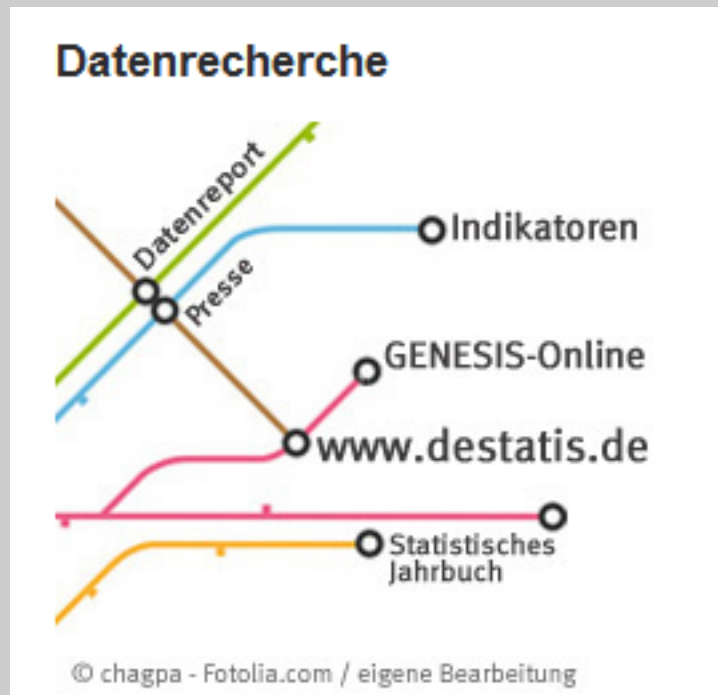 Datenrecherche
Datenreport
Presse
Indikatoren
GENESIS-Online
www.destatis.de
Statistisches
Jahrbuch
© chagpa - Fotolia.com / eigene Bearbeitung